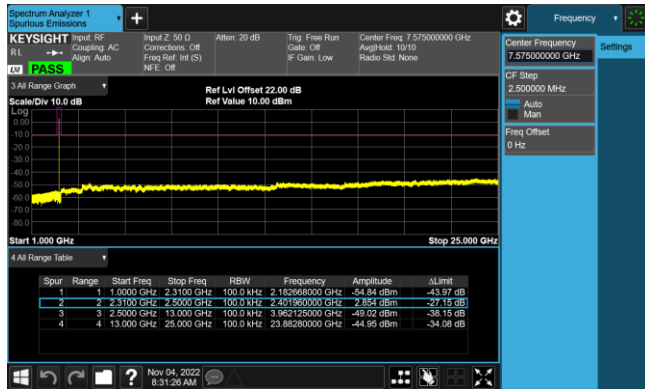 Spectrum Analyzer 1
Spurious Emissions
Frequency
KEYSIGHT Input: RF Input Z: 50 Ω Atten: 20 dB Trig: Free Run Center Freq: 7.575000000 GHz
RL Coupling: AC Corrections: Off Gate: Off Avg|Hold: 10/10
Align: Auto Freq Ref: Int (S) IF Gain: Low Radio Std: None
LXI PASS NFE: Off
Center Frequency
7.575000000 GHz
Settings
CF Step
2.500000 MHz
Auto
Man
Freq Offset
0 Hz
3 All Range Graph
Ref Lvl Offset 22.00 dB
Scale/Div 10.0 dB Ref Value 10.00 dBm
Log
0.00
-10.0
-20.0
-30.0
-40.0
-50.0
-60.0
-70.0
-80.0
Start 1.000 GHz Stop 25.000 GHz
4 All Range Table
Spur Range Start Freq Stop Freq RBW Frequency Amplitude ΔLimit
1 1 1.0000 GHz 2.3100 GHz 100.0 kHz 2.182668000 GHz -54.84 dBm -43.97 dB
2 2 2.3100 GHz 2.5000 GHz 100.0 kHz 2.401960000 GHz 2.854 dBm -27.15 dB
3 3 2.5000 GHz 13.000 GHz 100.0 kHz 3.962125000 GHz -49.02 dBm -38.15 dB
4 4 13.000 GHz 25.000 GHz 100.0 kHz 23.88280000 GHz -44.95 dBm -34.08 dB
Nov 04, 2022
8:31:26 AM